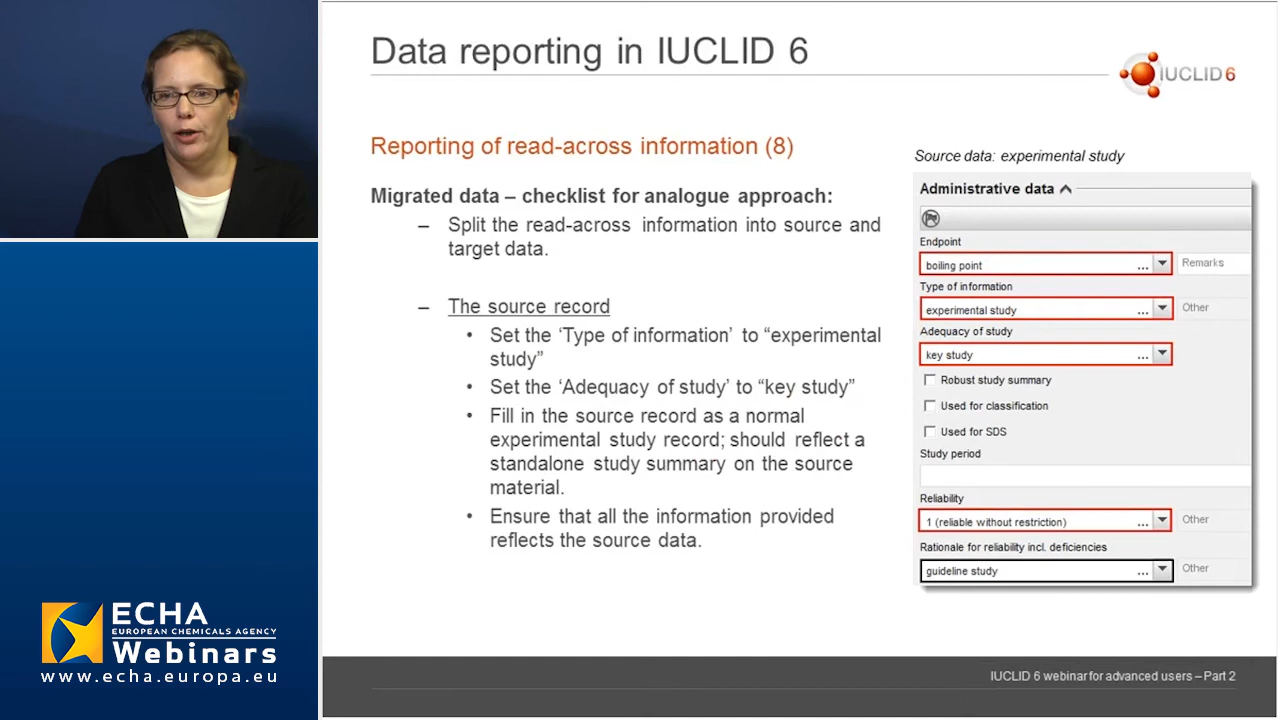 Data reporting in IUCLID 6
IUCLID 6
Reporting of read-across information (8)
Migrated data – checklist for analogue approach:
– Split the read-across information into source and
target data.
– The source record
• Set the ‘Type of information’ to “experimental
study”
• Set the ‘Adequacy of study’ to “key study”
• Fill in the source record as a normal
experimental study record; should reflect a
standalone study summary on the source
material.
• Ensure that all the information provided
reflects the source data.
Source data: experimental study
Administrative data
Endpoint
boiling point ... Remarks
Type of information
experimental study ... Other
Adequacy of study
key study ...
Robust study summary
Used for classification
Used for SDS
Study period
Reliability
1 (reliable without restriction) ... Other
Rationale for reliability incl. deficiencies
guideline study ... Other
ECHA
EUROPEAN CHEMICALS AGENCY
Webinars
www.echa.europa.eu
IUCLID 6 webinar for advanced users – Part 2